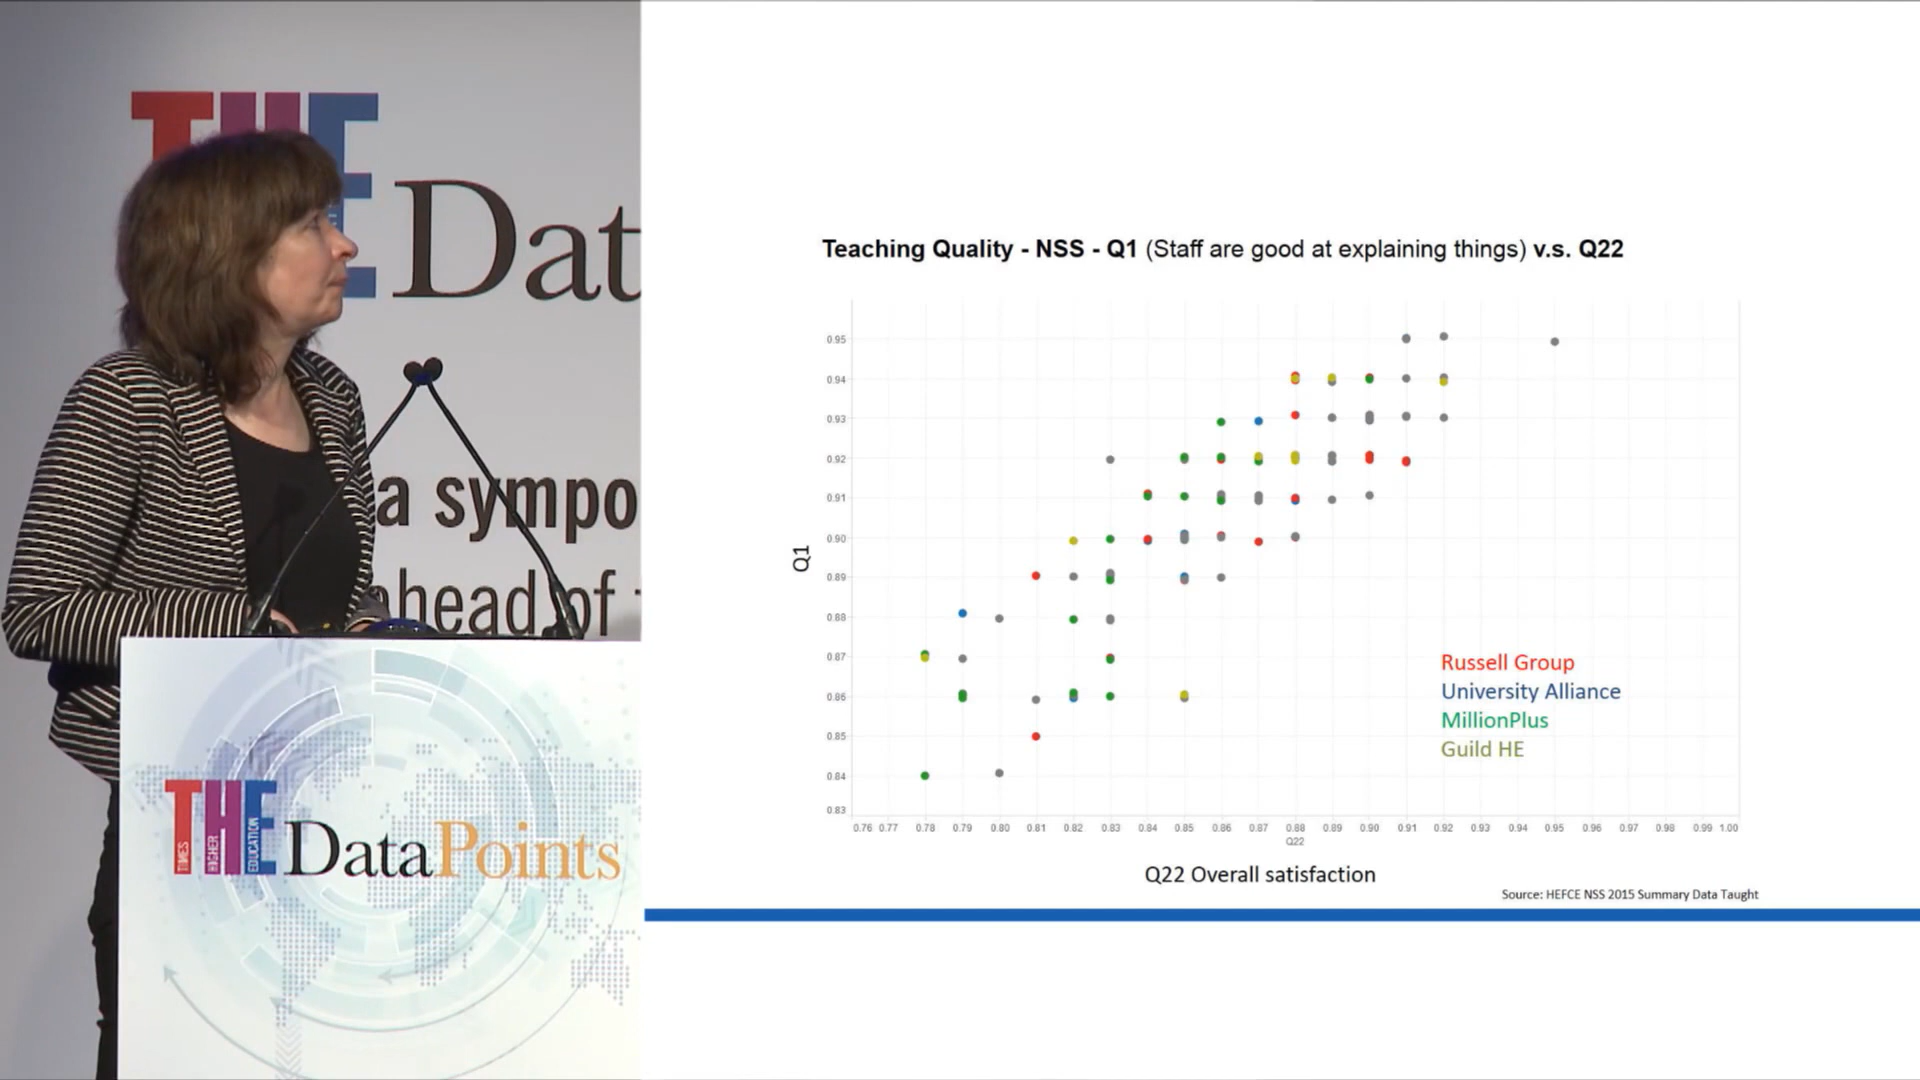 THE
Dat
a sympo
ahead of
THE
TIMES
HIGHER
EDUCATION
DataPoints
Teaching Quality - NSS - Q1 (Staff are good at explaining things) v.s. Q22
0.95
0.94
0.93
0.92
0.91
0.90
0.89
0.88
0.87
0.86
0.85
0.84
0.83
Q1
Russell Group
University Alliance
MillionPlus
Guild HE
0.76 0.77 0.78 0.79 0.80 0.81 0.82 0.83 0.84 0.85 0.86 0.87 0.88 0.89 0.90 0.91 0.92 0.93 0.94 0.95 0.96 0.97 0.98 0.99 1.00
Q22
Q22 Overall satisfaction
Source: HEFCE NSS 2015 Summary Data Taught